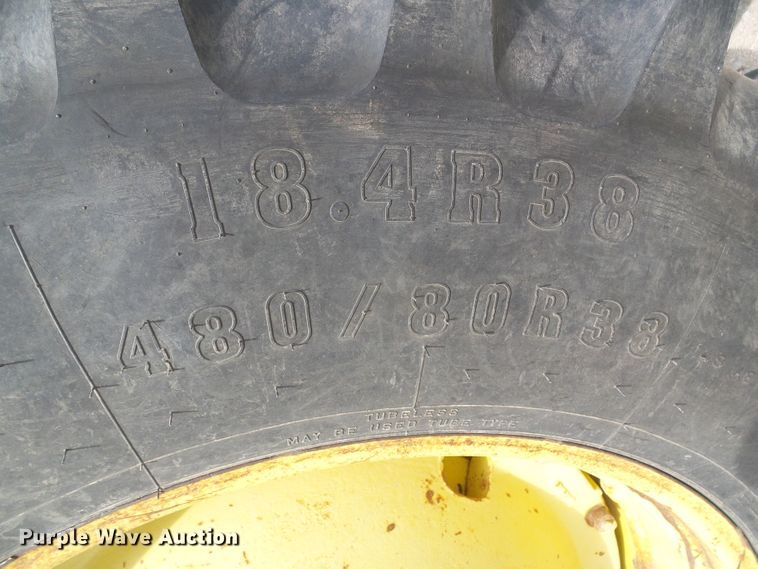 18.4R38
480/80R38
TUBELESS
MAY BE USED TUBE TYPE
Purple Wave Auction